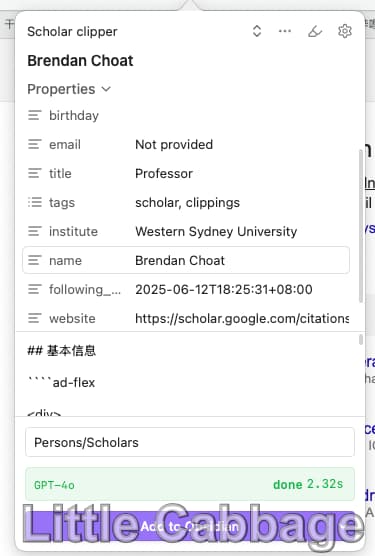 Scholar clipper
Brendan Choat
Properties
birthday
email Not provided
title Professor
tags scholar, clippings
institute Western Sydney University
name Brendan Choat
following_... 2025-06-12T18:25:31+08:00
website https://scholar.google.com/citations
## 基本信息
````ad-flex
<div>
Persons/Scholars
GPT-4o done 2.32s
Add to Obsidian
Little Cabbage